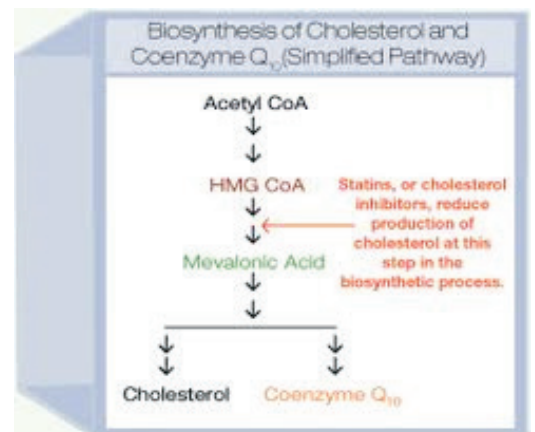 Biosynthesis of Cholesterol and
Coenzyme Q₁₀(Simplified Pathway)
Acetyl CoA
HMG CoA
Statins, or cholesterol
inhibitors, reduce
production of
cholesterol at this
step in the
biosynthetic process.
Mevalonic Acid
Cholesterol
Coenzyme Q₁₀